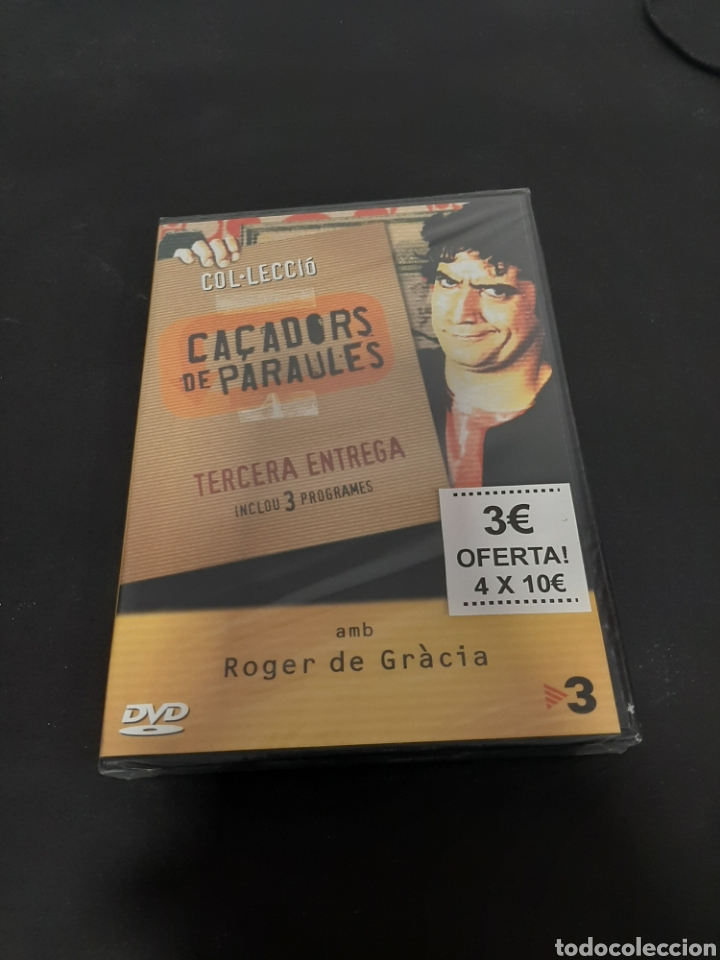 COL·LECCIÓ
CAÇADORS
DE PARAULES
TERCERA ENTREGA
INCLOU 3 PROGRAMES
3€
OFERTA!
4 X 10€
amb
Roger de Gràcia
DVD
3
todocoleccion